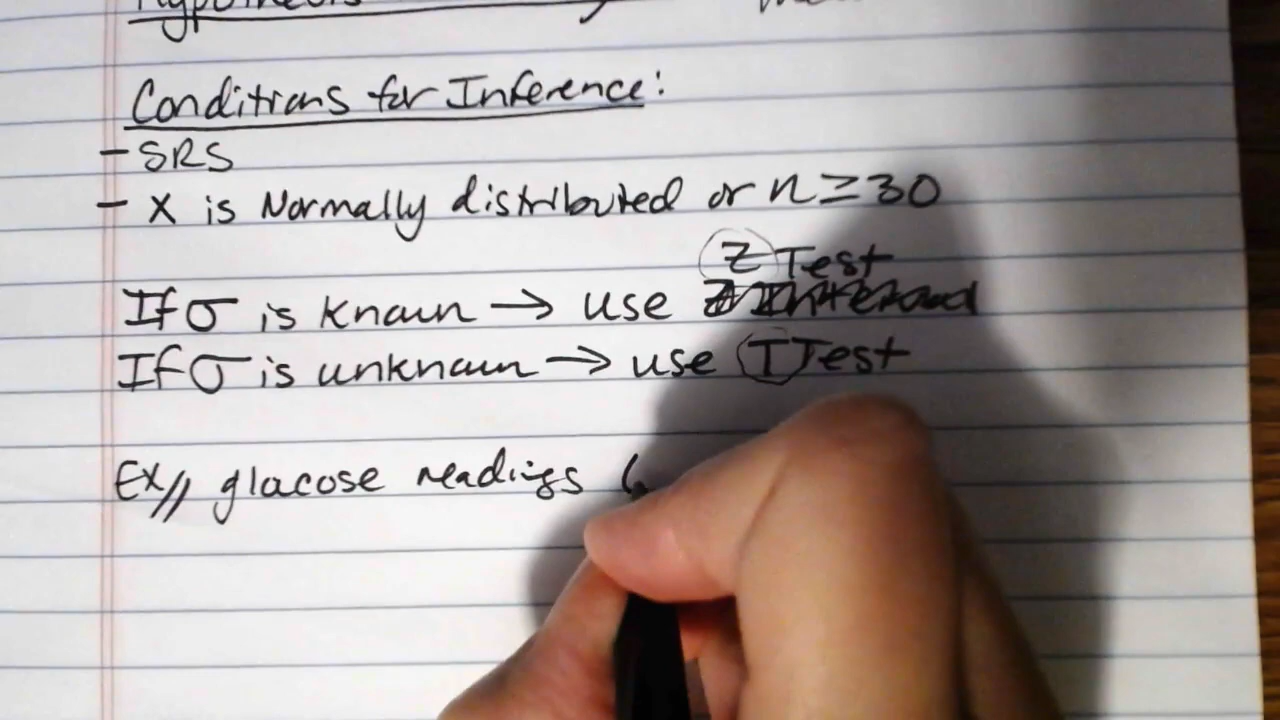 Hypothesis
Conditions for Inference:
- SRS
- X is Normally distributed or n ≥ 30
Z Test
If σ is known → use
If σ is unknown → use T Test
Ex// glucose readings (